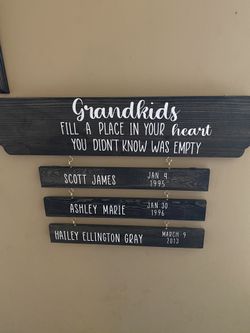 Grandkids
FILL A PLACE IN YOUR heart
YOU DIDN'T KNOW WAS EMPTY
SCOTT JAMES JAN 4 1995
ASHLEY MARIE JAN 30 1996
HAILEY ELLINGTON GRAY MARCH 9 2013